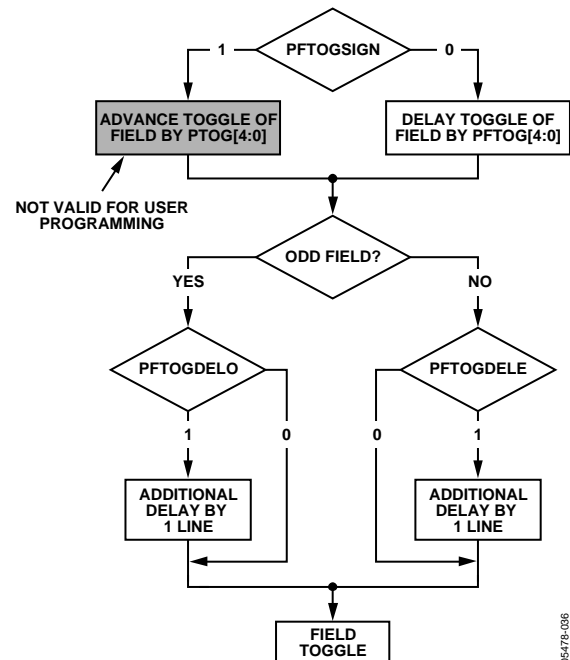 PFTOGSIGN
1
0
ADVANCE TOGGLE OF
FIELD BY PTOG[4:0]
DELAY TOGGLE OF
FIELD BY PFTOG[4:0]
NOT VALID FOR USER
PROGRAMMING
ODD FIELD?
YES
NO
PFTOGDELO
PFTOGDELE
1
0
0
1
ADDITIONAL
DELAY BY
1 LINE
ADDITIONAL
DELAY BY
1 LINE
FIELD
TOGGLE